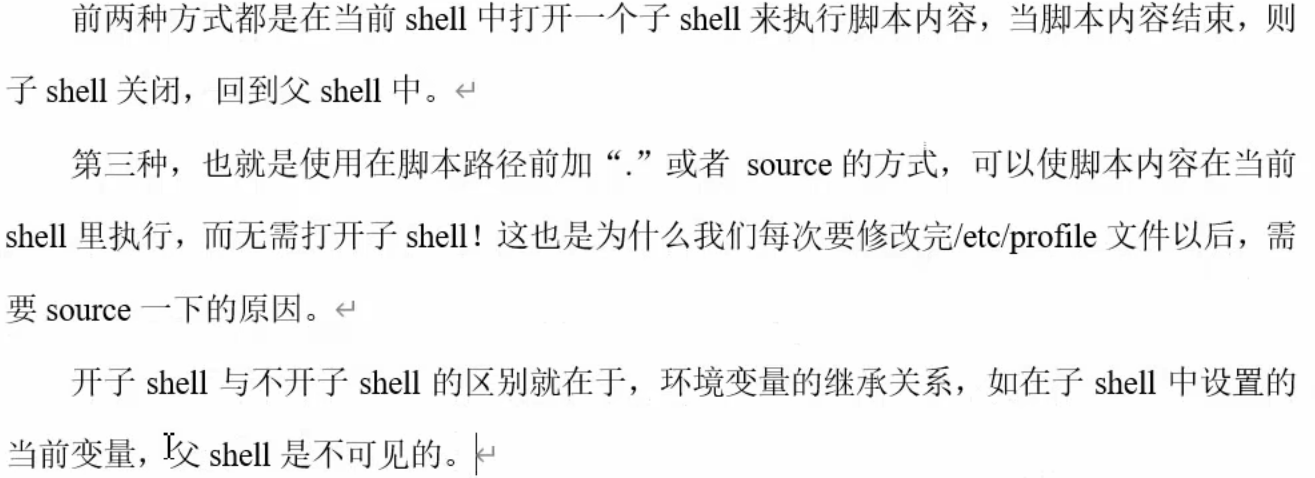 前两种方式都是在当前 shell 中打开一个子 shell 来执行脚本内容，当脚本内容结束，则
子 shell 关闭，回到父 shell 中。↵
第三种，也就是使用在脚本路径前加“.”或者 source 的方式，可以使脚本内容在当前
shell 里执行，而无需打开子 shell！这也是为什么我们每次要修改完/etc/profile 文件以后，需
要 source 一下的原因。↵
开子 shell 与不开子 shell 的区别就在于，环境变量的继承关系，如在子 shell 中设置的
当前变量，父 shell 是不可见的。↵